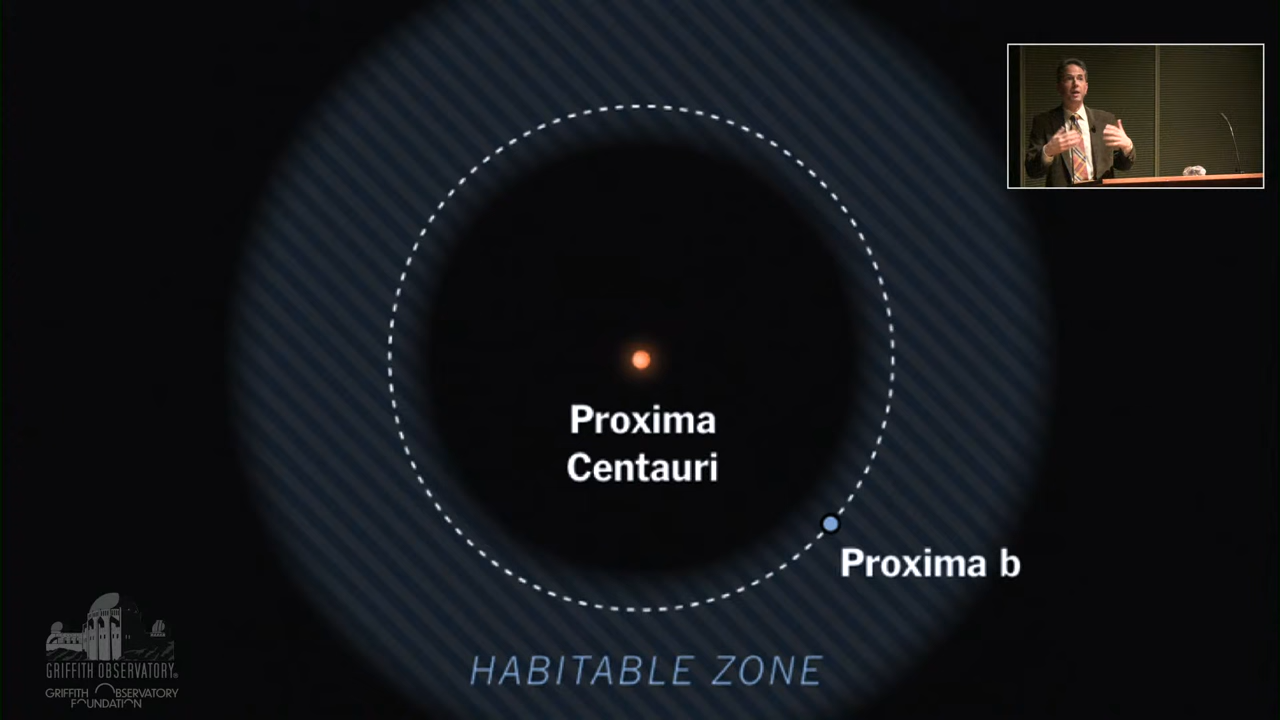 Proxima
Centauri
Proxima b
HABITABLE ZONE
GRIFFITH OBSERVATORY®
GRIFFITH OBSERVATORY
FOUNDATION